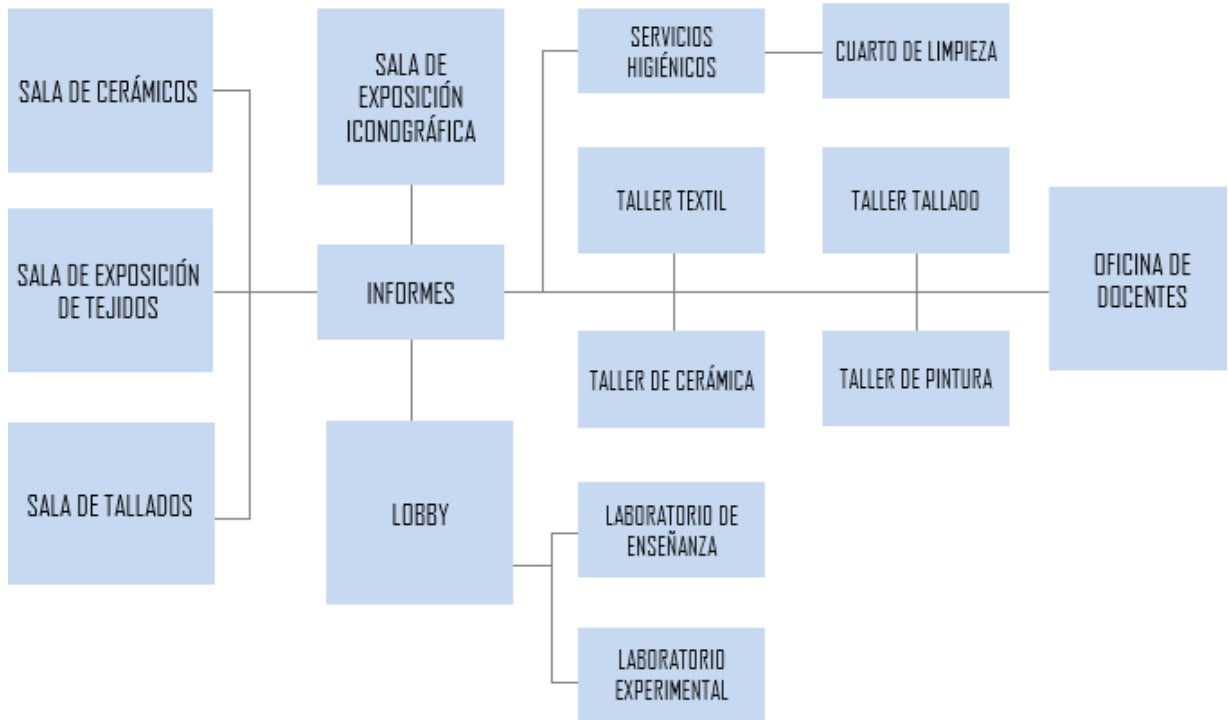 SALA DE CERÁMICOS
SALA DE
EXPOSICIÓN
ICONOGRÁFICA
SERVICIOS
HIGIÉNICOS
CUARTO DE LIMPIEZA
TALLER TEXTIL
TALLER TALLADO
SALA DE EXPOSICIÓN
DE TEJIDOS
INFORMES
OFICINA DE
DOCENTES
TALLER DE CERÁMICA
TALLER DE PINTURA
SALA DE TALLADOS
LOBBY
LABORATORIO DE
ENSEÑANZA
LABORATORIO
EXPERIMENTAL